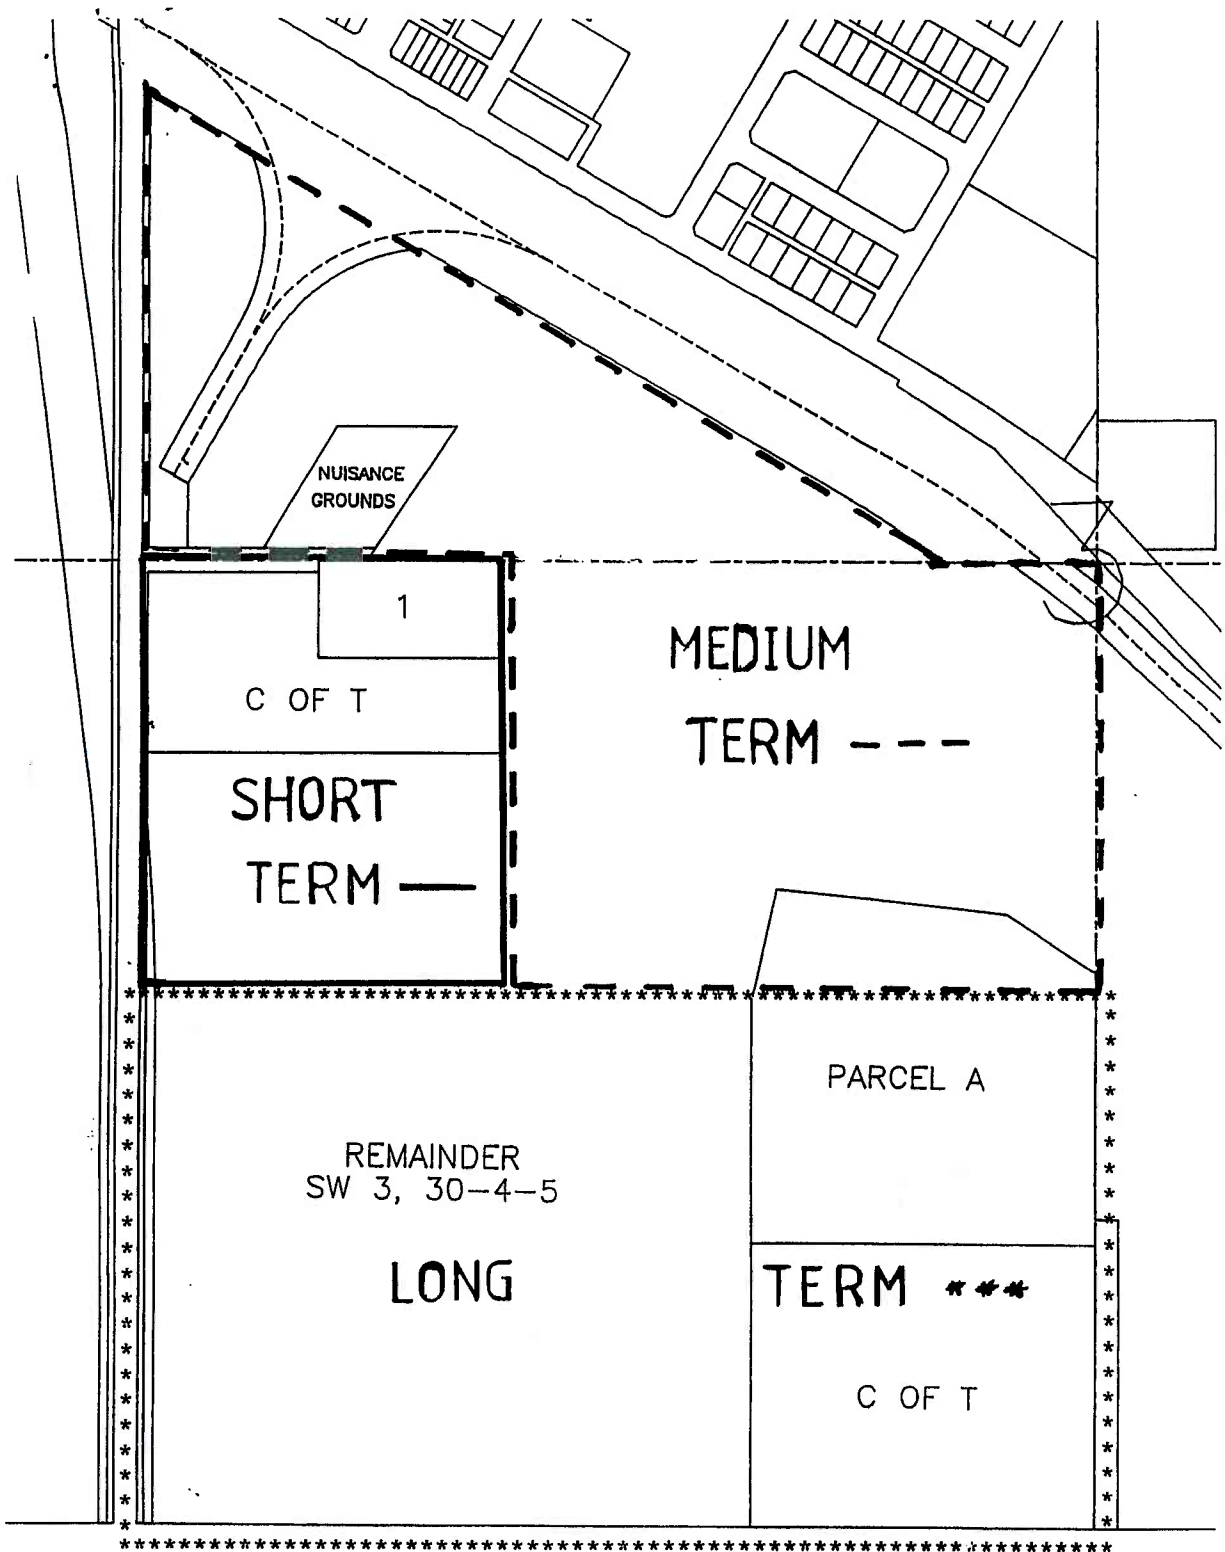 NUISANCE
GROUNDS
1
C OF T
MEDIUM
TERM ---
SHORT
TERM —
PARCEL A
REMAINDER
SW 3, 30-4-5
LONG
TERM ***
C OF T